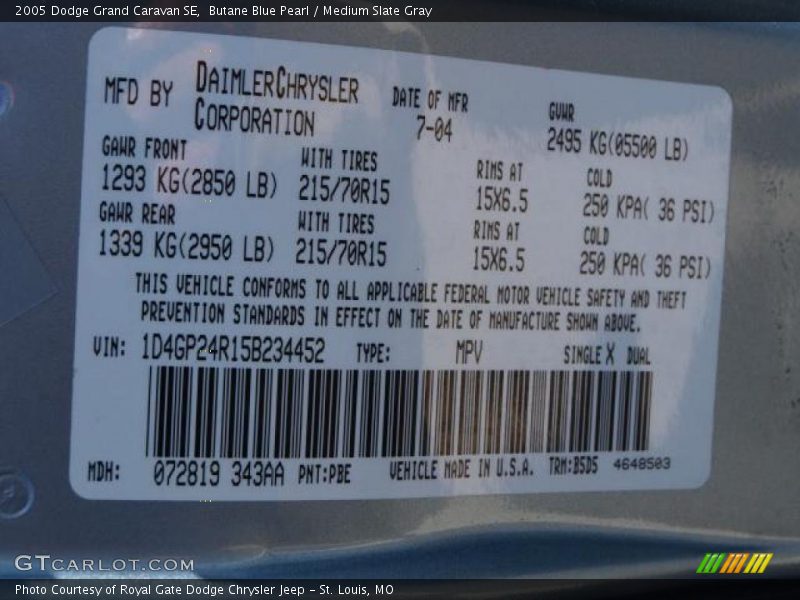 2005 Dodge Grand Caravan SE,  Butane Blue Pearl / Medium Slate Gray
MFD BY DAIMLERCHRYSLER CORPORATION
DATE OF MFR 7-04
GVWR 2495 KG(05500 LB)
GAWR FRONT WITH TIRES RIMS AT COLD
1293 KG(2850 LB) 215/70R15 15X6.5 250 KPA( 36 PSI)
GAWR REAR WITH TIRES RIMS AT COLD
1339 KG(2950 LB) 215/70R15 15X6.5 250 KPA( 36 PSI)
THIS VEHICLE CONFORMS TO ALL APPLICABLE FEDERAL MOTOR VEHICLE SAFETY AND THEFT
PREVENTION STANDARDS IN EFFECT ON THE DATE OF MANUFACTURE SHOWN ABOVE.
VIN: 1D4GP24R15B234452 TYPE: MPV SINGLE X DUAL
MDH: 072819 343AA PNT:PBE VEHICLE MADE IN U.S.A. TRM:B5D5 4648503
GTCARLOT.COM
Photo Courtesy of Royal Gate Dodge Chrysler Jeep – St. Louis, MO